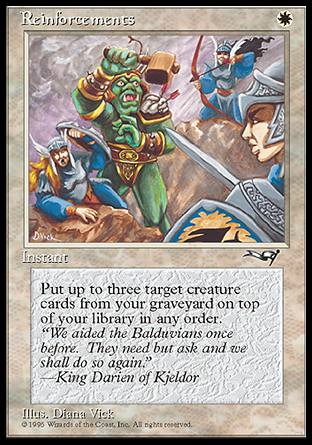 Reinforcements
D.Vick
Instant
Put up to three target creature
cards from your graveyard on top
of your library in any order.
“We aided the Balduvians once
before. They need but ask and we
shall do so again.”
—King Darien of Kjeldor
Illus. Diana Vick
©1996 Wizards of the Coast, Inc. All rights reserved.